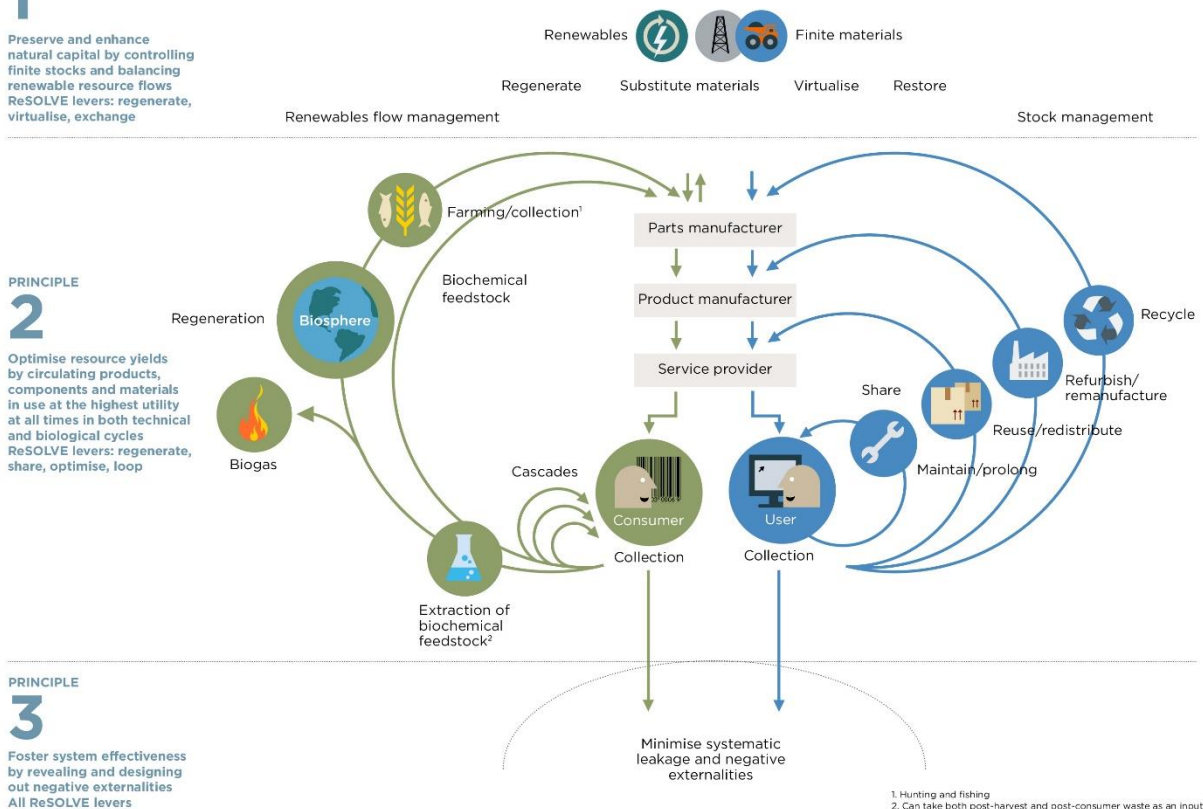 1
Preserve and enhance
natural capital by controlling
finite stocks and balancing
renewable resource flows
ReSOLVE levers: regenerate,
virtualise, exchange
Renewables
Finite materials
Regenerate
Substitute materials
Virtualise
Restore
Renewables flow management
Stock management
PRINCIPLE
2
Optimise resource yields
by circulating products,
components and materials
in use at the highest utility
at all times in both technical
and biological cycles
ReSOLVE levers: regenerate,
share, optimise, loop
Farming/collection¹
Biochemical
feedstock
Regeneration
Biosphere
Biogas
Cascades
Extraction of
biochemical
feedstock²
Parts manufacturer
Product manufacturer
Service provider
Consumer
Collection
User
Collection
Share
Maintain/prolong
Reuse/redistribute
Refurbish/
remanufacture
Recycle
PRINCIPLE
3
Foster system effectiveness
by revealing and designing
out negative externalities
All ReSOLVE levers
Minimise systematic
leakage and negative
externalities
1. Hunting and fishing
2. Can take both post-harvest and post-consumer waste as an input